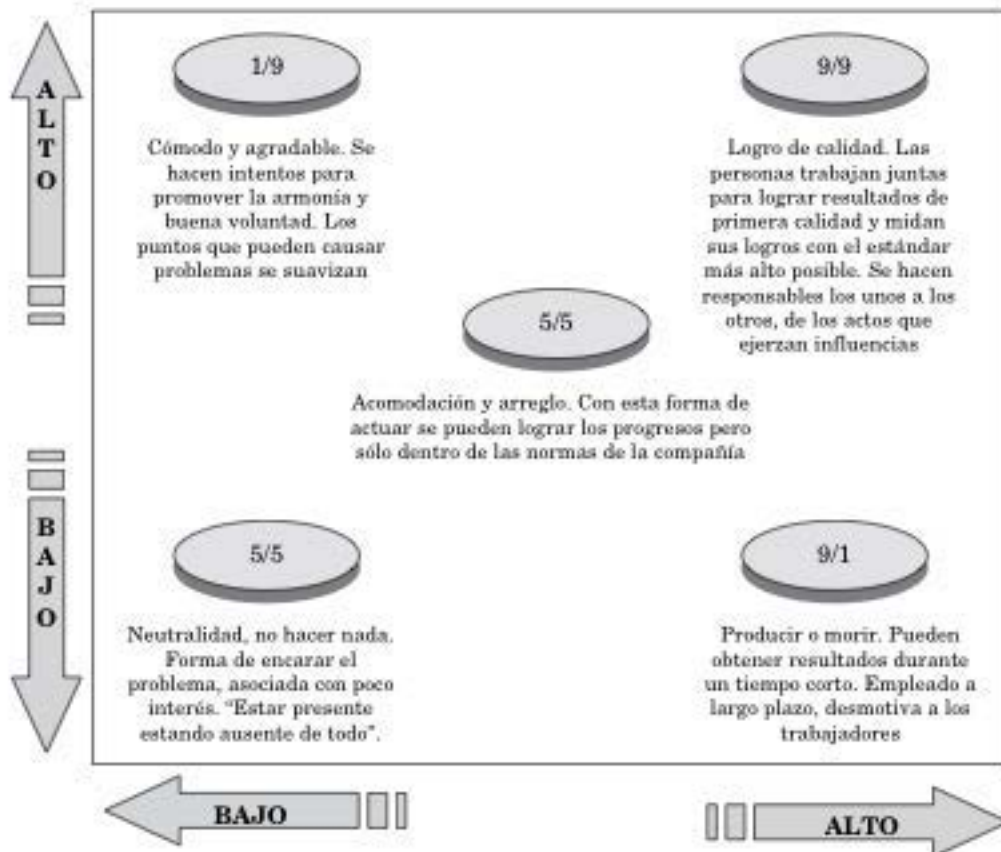 ALTO
1/9
Cómodo y agradable. Se
hacen intentos para
promover la armonía y
buena voluntad. Los
puntos que pueden causar
problemas se suavizan
9/9
Logro de calidad. Las
personas trabajan juntas
para lograr resultados de
primera calidad y midan
sus logros con el estándar
más alto posible. Se hacen
responsables los unos a los
otros, de los actos que
ejerzan influencias
5/5
Acomodación y arreglo. Con esta forma de
actuar se pueden lograr los progresos pero
sólo dentro de las normas de la compañía
BAJO
5/5
Neutralidad, no hacer nada.
Forma de encarar el
problema, asociada con poco
interés. “Estar presente
estando ausente de todo”.
9/1
Producir o morir. Pueden
obtener resultados durante
un tiempo corto. Empleado a
largo plazo, desmotiva a los
trabajadores
BAJO
ALTO